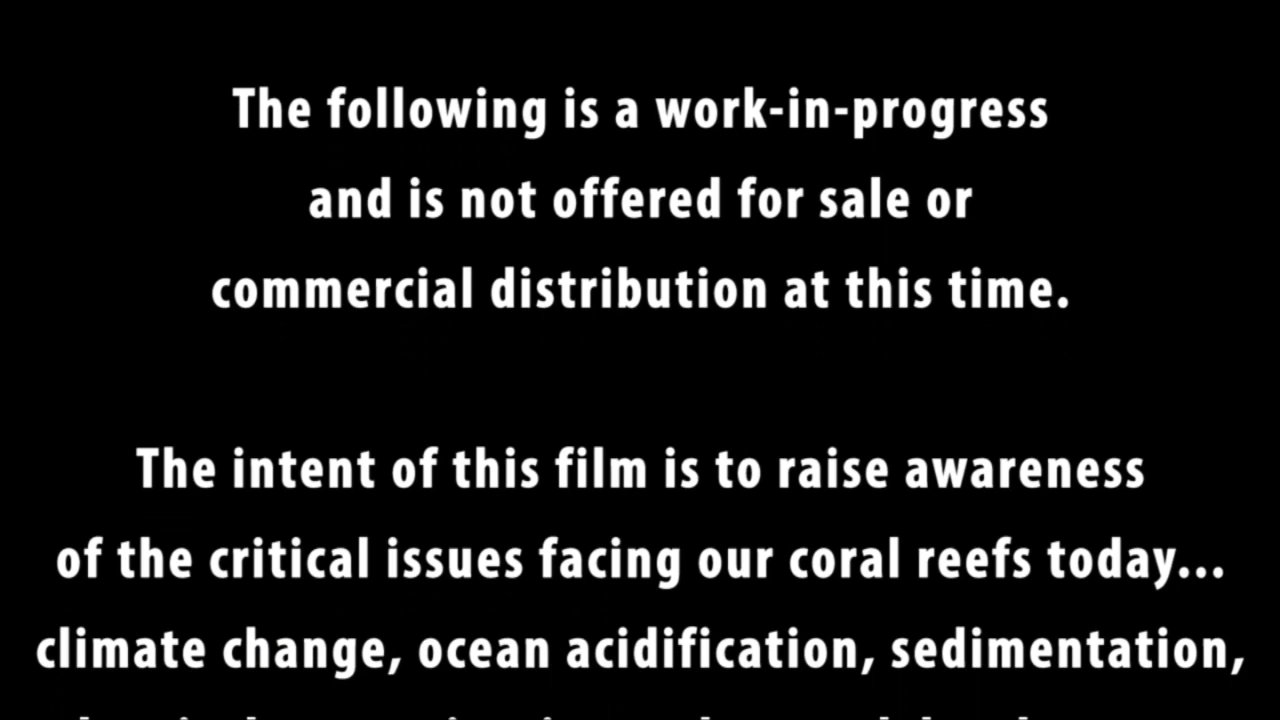 The following is a work-in-progress
and is not offered for sale or
commercial distribution at this time.
The intent of this film is to raise awareness
of the critical issues facing our coral reefs today...
climate change, ocean acidification, sedimentation,